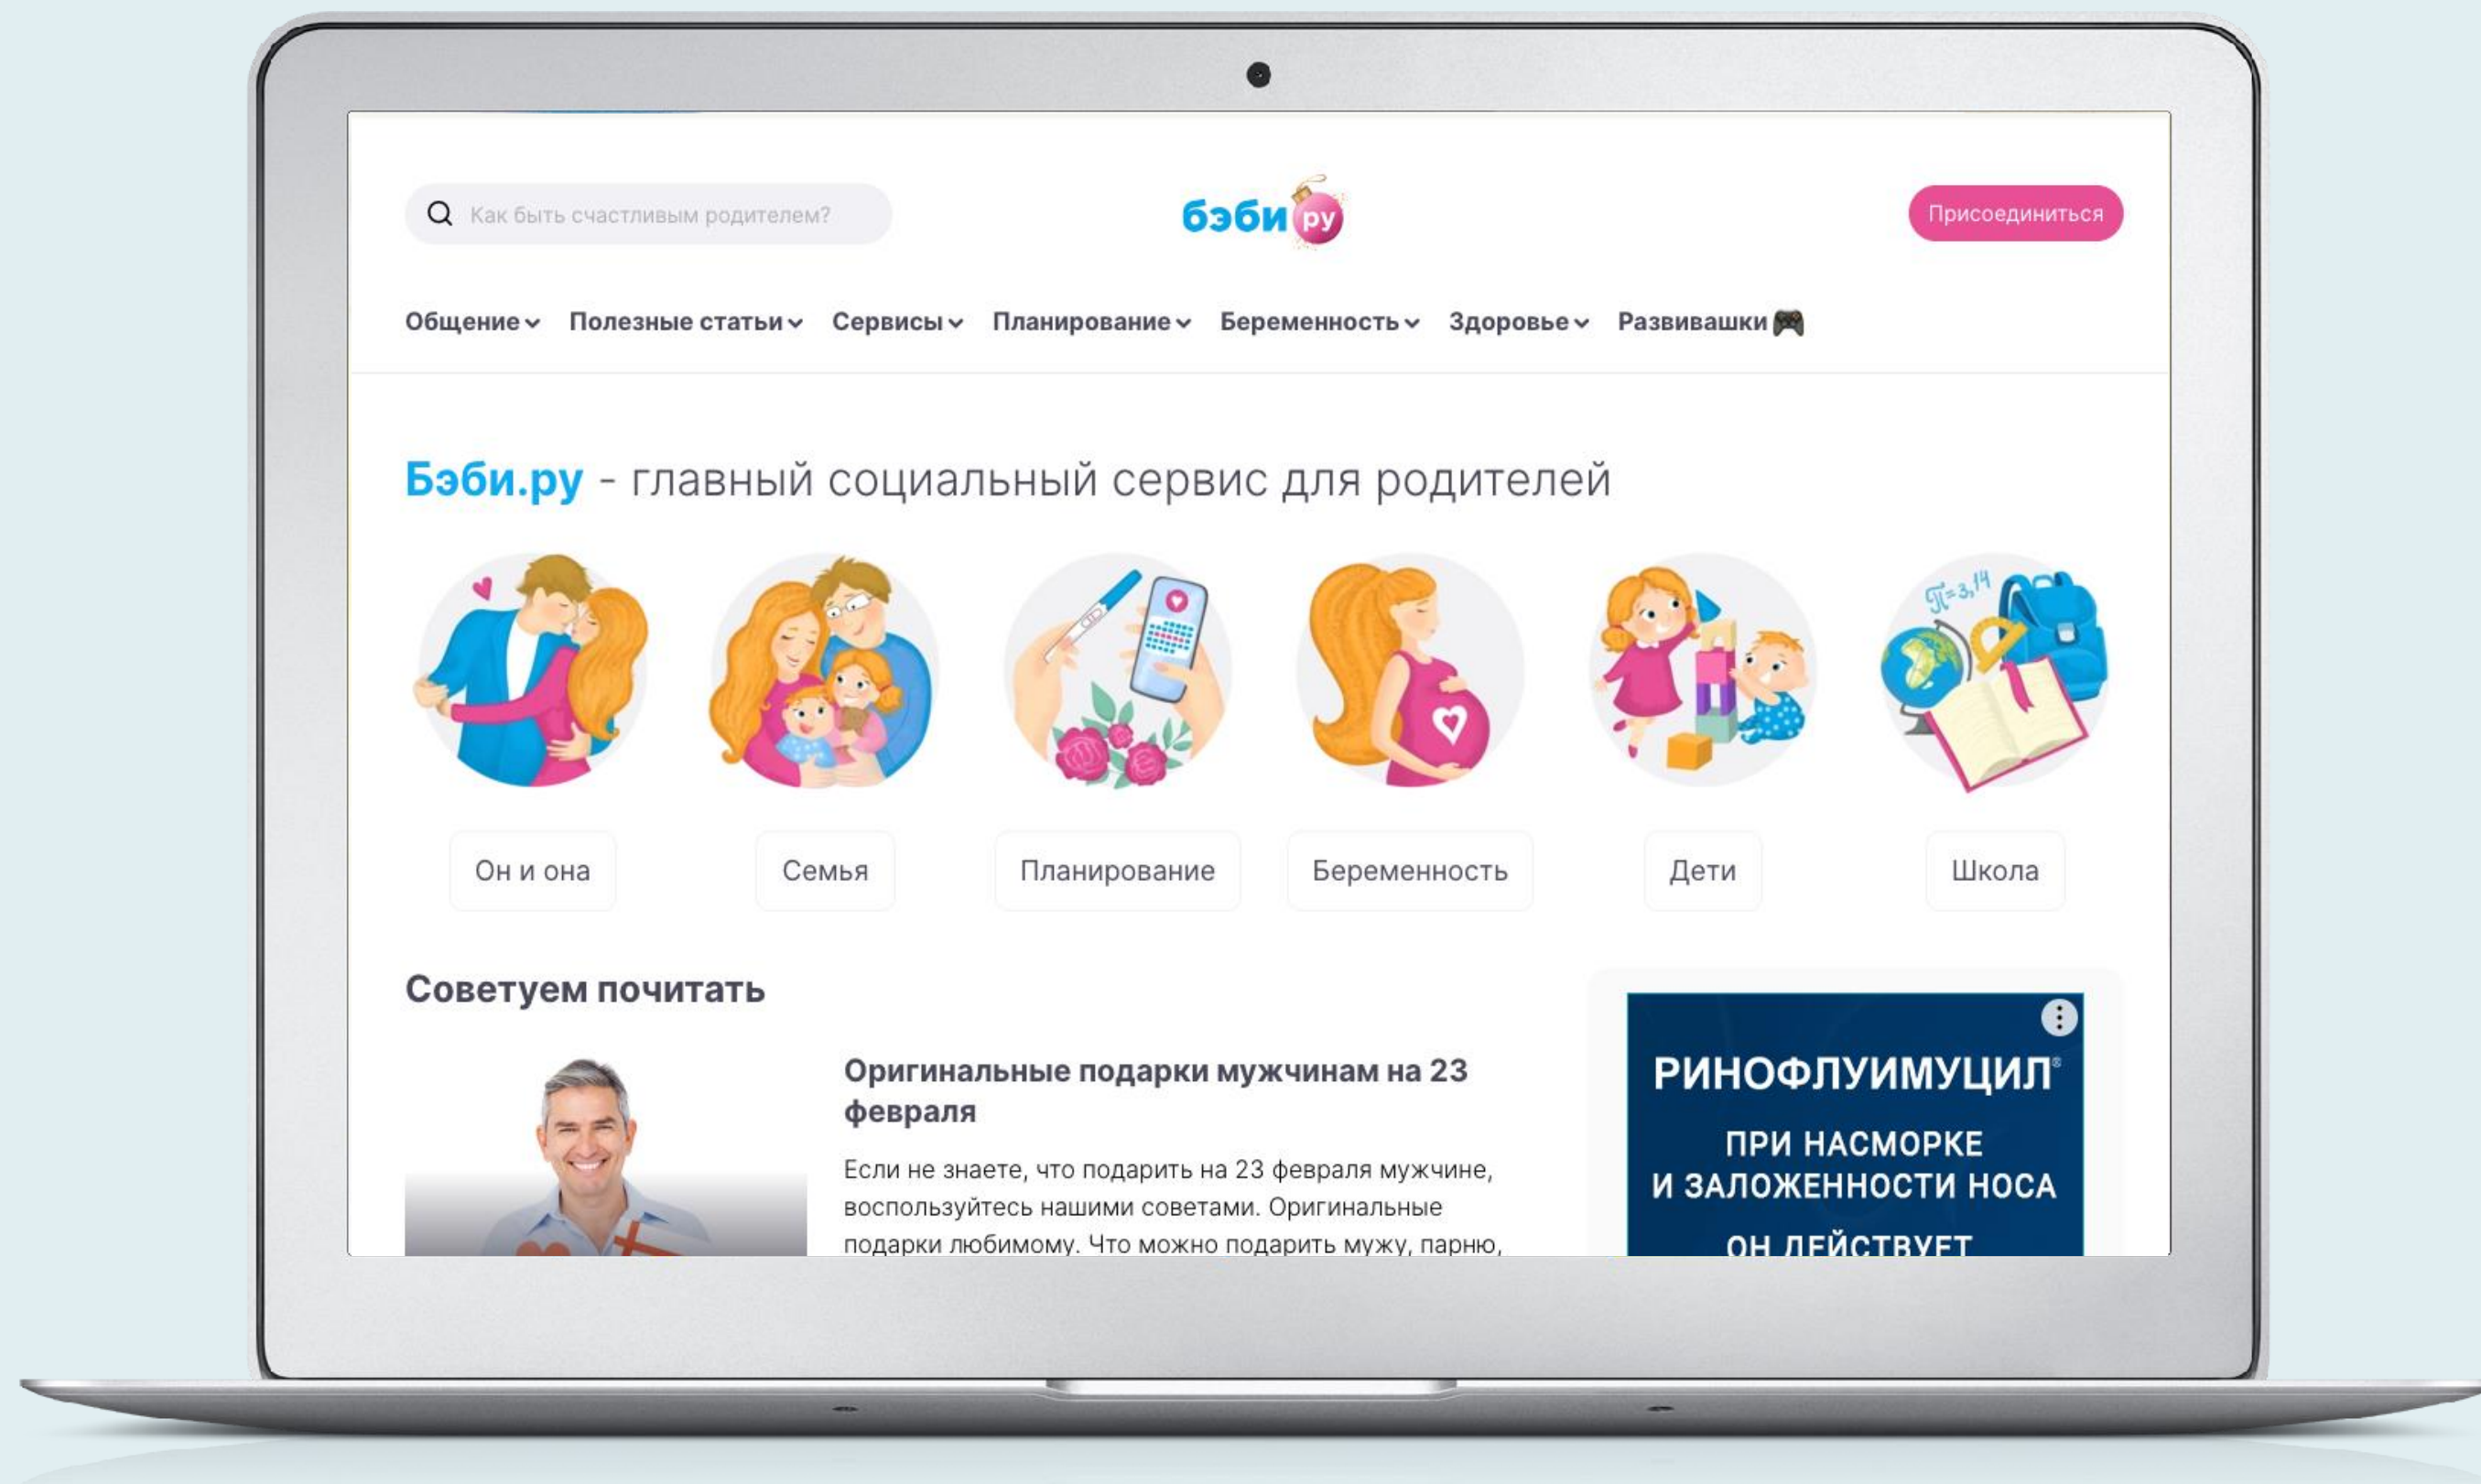 Как быть счастливым родителем?
бэби ру
Присоединиться
Общение Полезные статьи Сервисы Планирование Беременность Здоровье Развивашки
Бэби.ру - главный социальный сервис для родителей
П=3,14
Он и она
Семья
Планирование
Беременность
Дети
Школа
Советуем почитать
Оригинальные подарки мужчинам на 23
февраля
Если не знаете, что подарить на 23 февраля мужчине,
воспользуйтесь нашими советами. Оригинальные
подарки любимому. Что можно подарить мужу, парню,
РИНОФЛУИМУЦИЛ®
ПРИ НАСМОРКЕ
И ЗАЛОЖЕННОСТИ НОСА
ОН ДЕЙСТВУЕТ